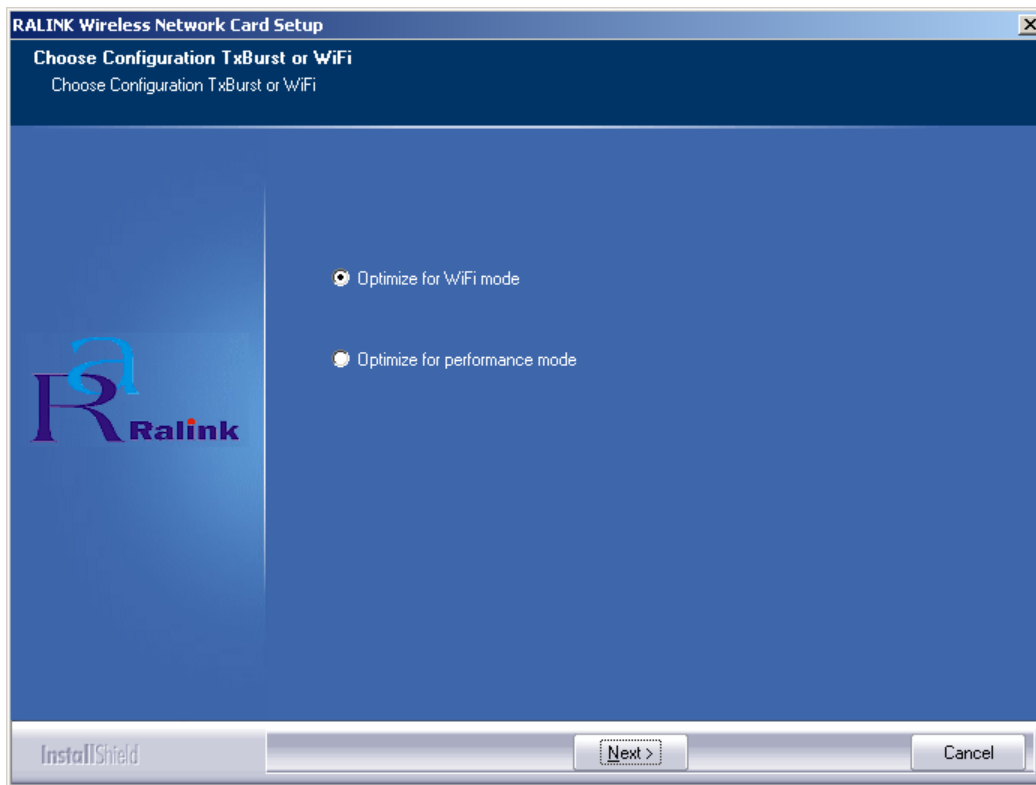 RALINK Wireless Network Card Setup
Choose Configuration TxBurst or WiFi
Choose Configuration TxBurst or WiFi
Optimize for WiFi mode
Optimize for performance mode
Ra
Ralink
InstallShield
Next >
Cancel